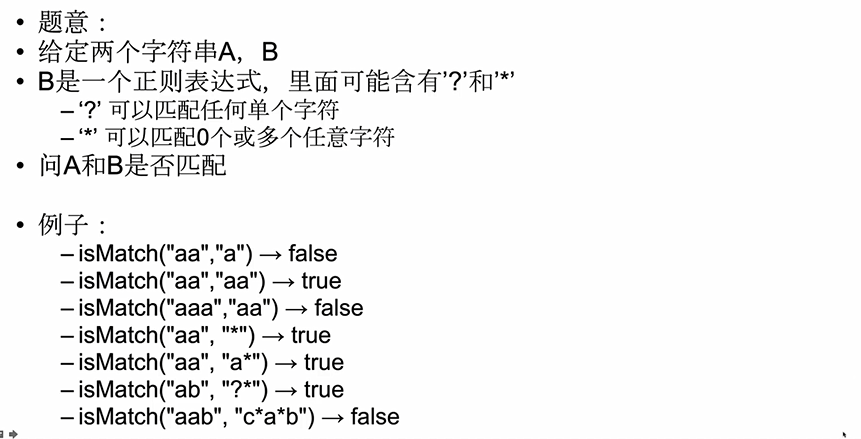 • 题意：
• 给定两个字符串A，B
• B是一个正则表达式，里面可能含有’?’和’*’
– ‘?’ 可以匹配任何单个字符
– ‘*’ 可以匹配0个或多个任意字符
• 问A和B是否匹配
• 例子：
– isMatch("aa","a") → false
– isMatch("aa","aa") → true
– isMatch("aaa","aa") → false
– isMatch("aa", "*") → true
– isMatch("aa", "a*") → true
– isMatch("ab", "?*") → true
– isMatch("aab", "c*a*b") → false